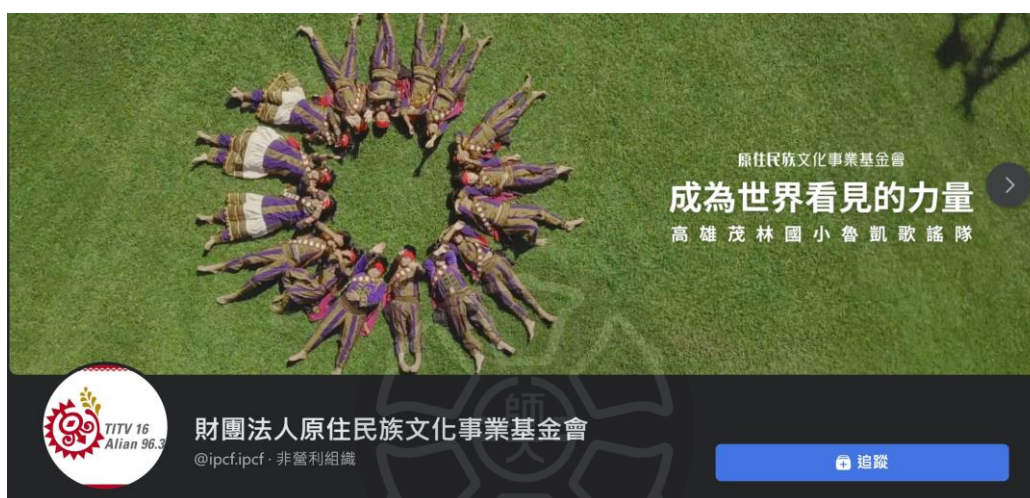 原住民族文化事業基金會
成為世界看見的力量
高雄茂林國小魯凱歌謠隊
TITV 16
Alian 96.3
財團法人原住民族文化事業基金會
@ipcf.ipcf · 非營利組織
追蹤
師大